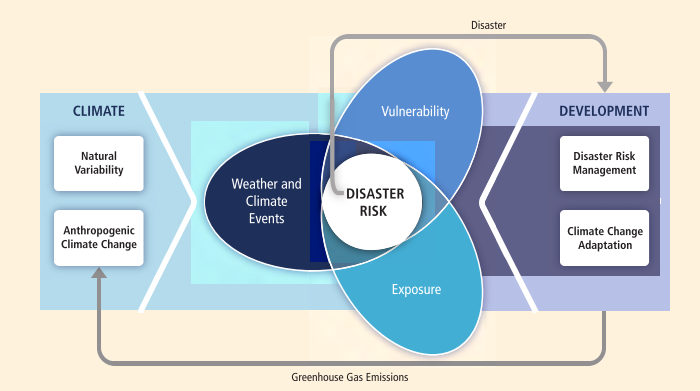 Disaster
CLIMATE
Natural
Variability
Anthropogenic
Climate Change
Weather and
Climate
Events
Vulnerability
DISASTER
RISK
Exposure
DEVELOPMENT
Disaster Risk
Management
Climate Change
Adaptation
Greenhouse Gas Emissions